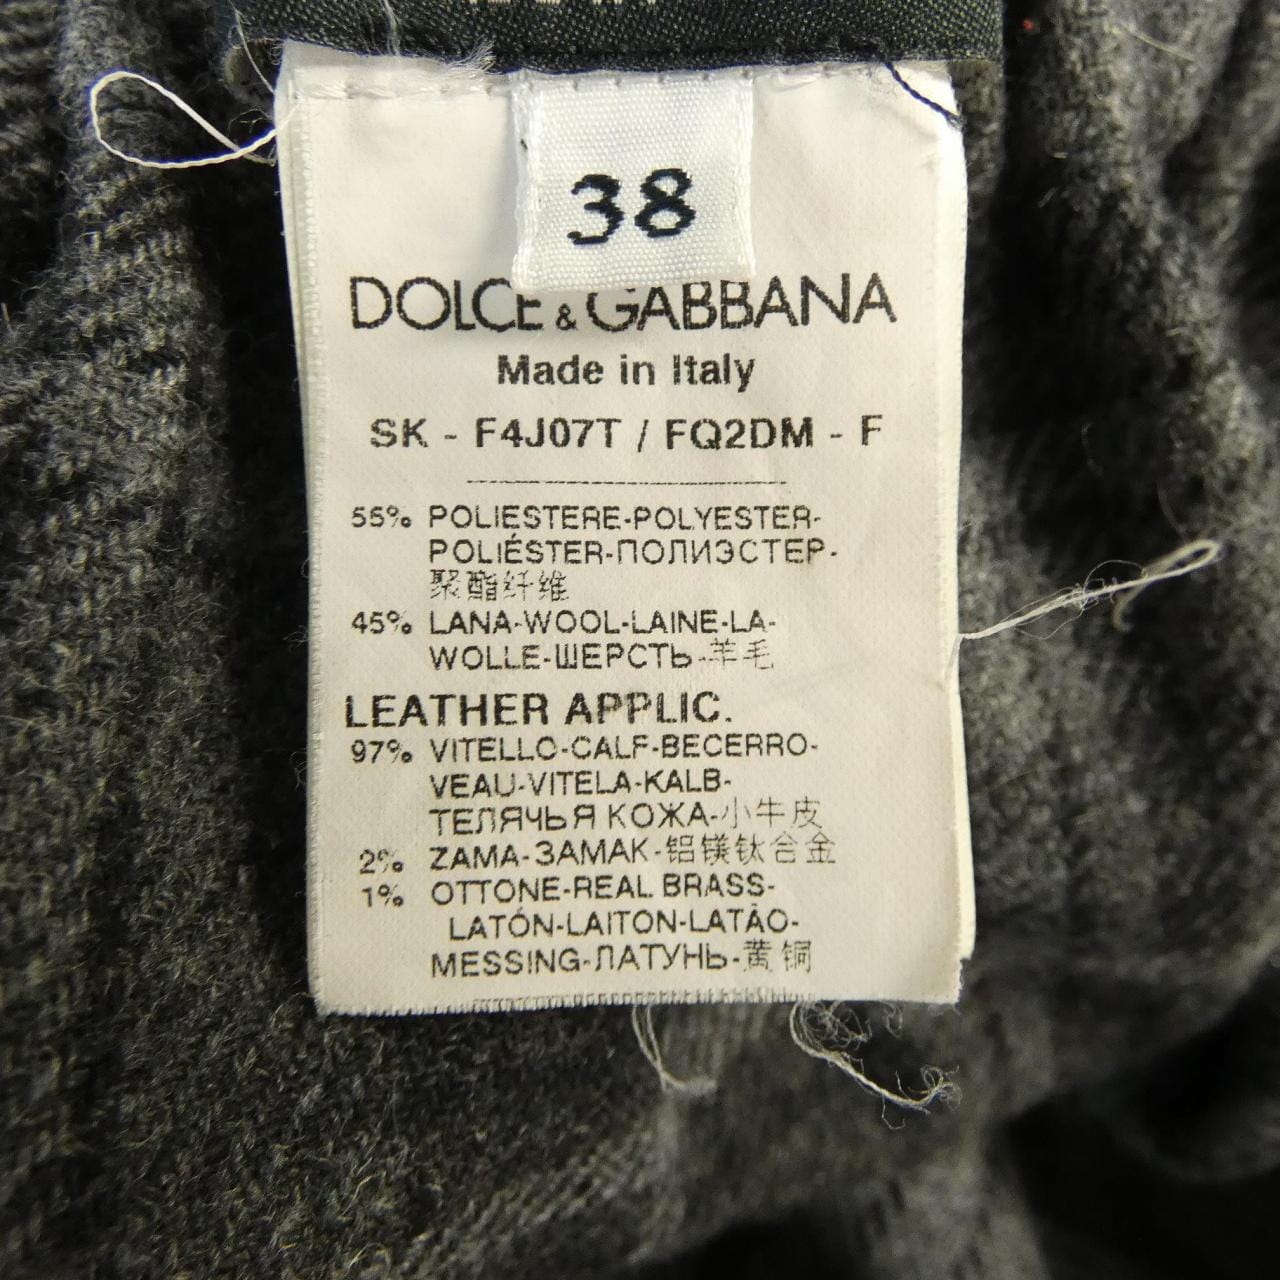 38
DOLCE & GABBANA
Made in Italy
SK - F4J07T / FQ2DM - F
55% POLIESTERE-POLYESTER-
POLIÉSTER-ПОЛИЭСТЕР-
聚酯纤维
45% LANA-WOOL-LAINE-LA-
WOLLE-ШЕРСТЬ-羊毛
LEATHER APPLIC.
97% VITELLO-CALF-BECERRO-
VEAU-VITELA-KALB-
ТЕЛЯЧЬЯ КОЖА-小牛皮
2% ZAMA-ЗАМАК-铝镁钛合金
1% OTTONE-REAL BRASS-
LATÓN-LAITON-LATÃO-
MESSING-ЛАТУНЬ-黄铜